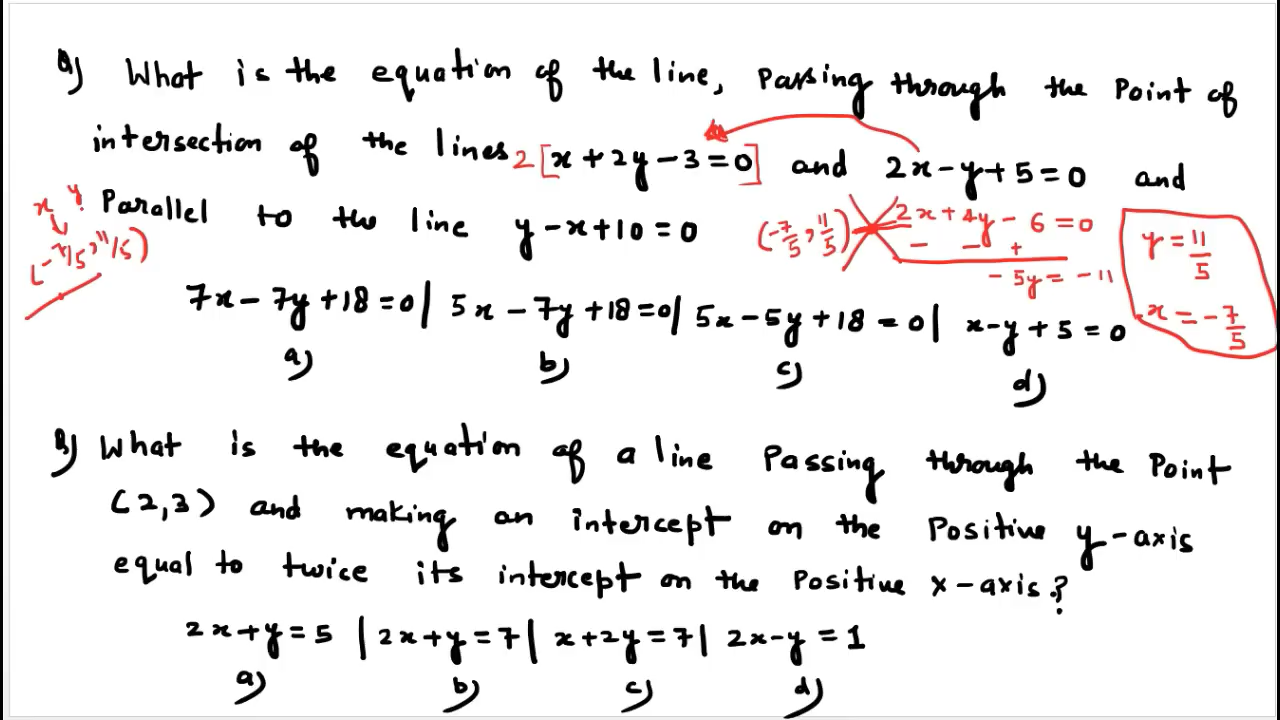 Q) What is the equation of the line, Passing through the Point of
intersection of the lines 2[x + 2y - 3 = 0] and 2x - y + 5 = 0 and
x y
Parallel to the line y - x + 10 = 0
(-7/5, 11/5)
(-7/5, 11/5)
2x + 4y - 6 = 0
- - +
- 5y = - 11
y = 11/5
x = -7/5
7x - 7y + 18 = 0 | 5x - 7y + 18 = 0 | 5x - 5y + 18 = 0 | x - y + 5 = 0
a) b) c) d)
Q) What is the equation of a line Passing through the Point
(2,3) and making an intercept on the Positive y-axis
equal to twice its intercept on the Positive x-axis?
2x + y = 5 | 2x + y = 7 | x + 2y = 7 | 2x - y = 1
a) b) c) d)